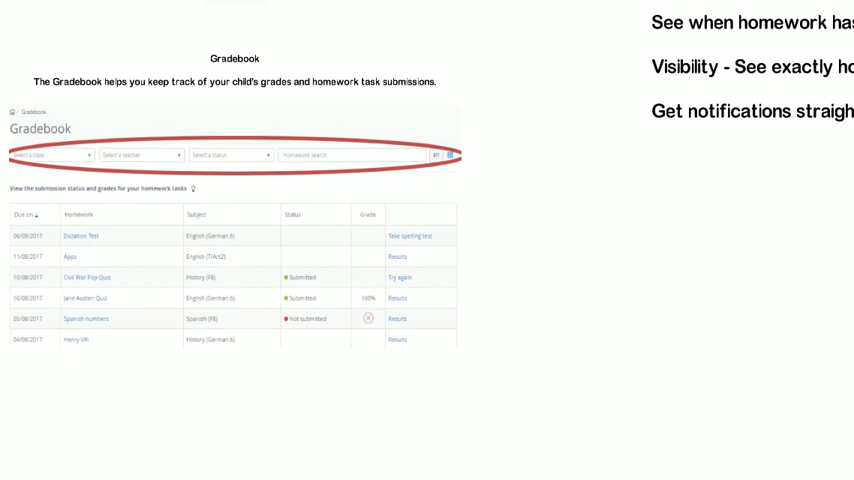 Gradebook
The Gradebook helps you keep track of your child's grades and homework task submissions.
/ Gradebook
Gradebook
Select a class Select a teacher Select a status Homework search
View the submission status and grades for your homework tasks
Due on Homework Subject Status Grade
06/09/2017 Dictation Test English (German 6) Take spelling test
11/08/2017 Apps English (7/Art2) Results
10/08/2017 Civil War Pop Quiz History (F8) Submitted Try again
10/08/2017 Jane Austen Quiz English (German 6) Submitted 100% Results
05/08/2017 Spanish numbers Spanish (F8) Not submitted Results
04/08/2017 Henry VIII History (German 6) Results
See when homework has
Visibility - See exactly ho
Get notifications straigh